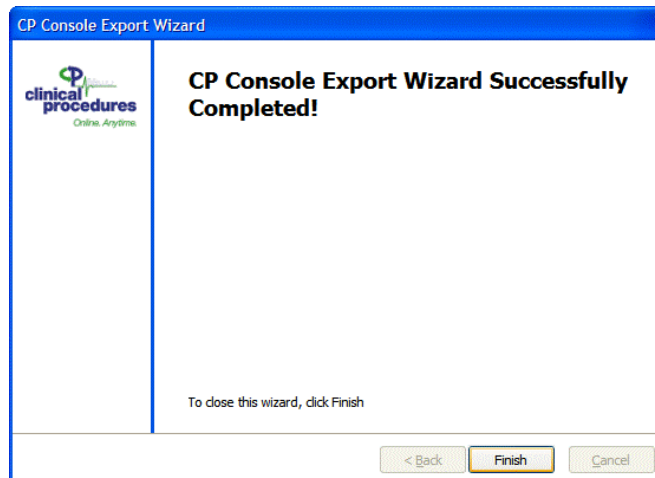 CP Console Export Wizard
CP
clinical
procedures
Online. Anytime.
CP Console Export Wizard Successfully
Completed!
To close this wizard, click Finish
< Back
Finish
Cancel